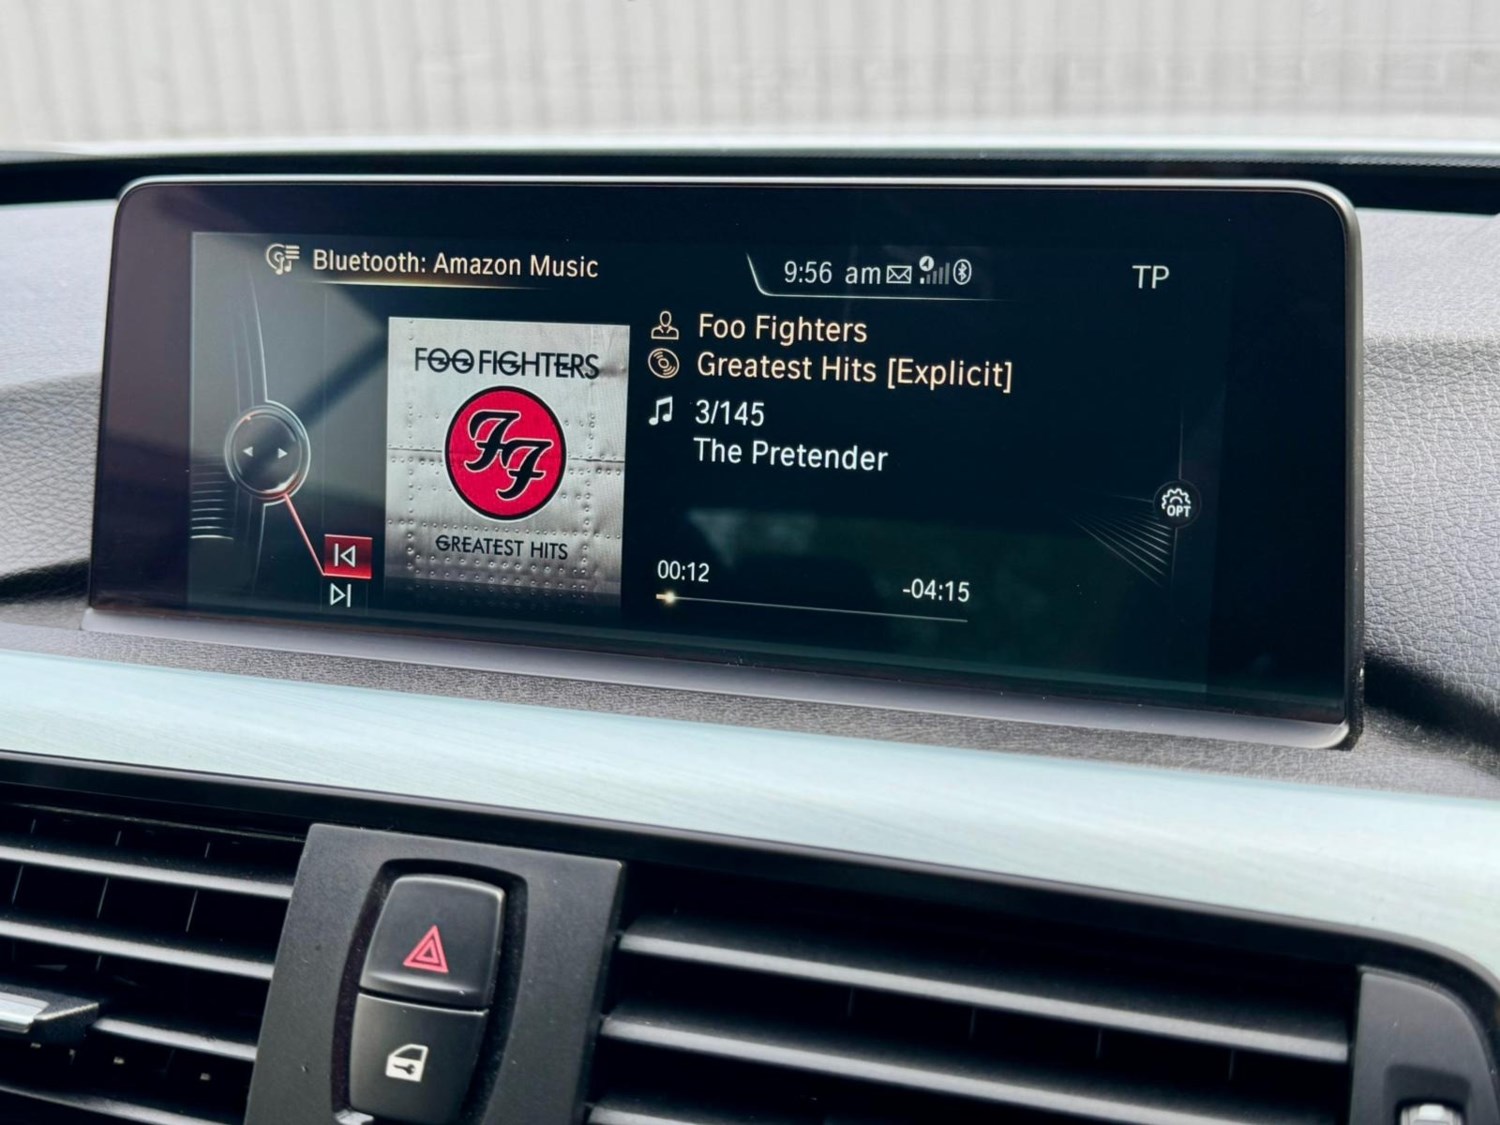 Bluetooth: Amazon Music
9:56 am
TP
FOO FIGHTERS
FF
GREATEST HITS
Foo Fighters
Greatest Hits [Explicit]
3/145
The Pretender
00:12
-04:15
OPT